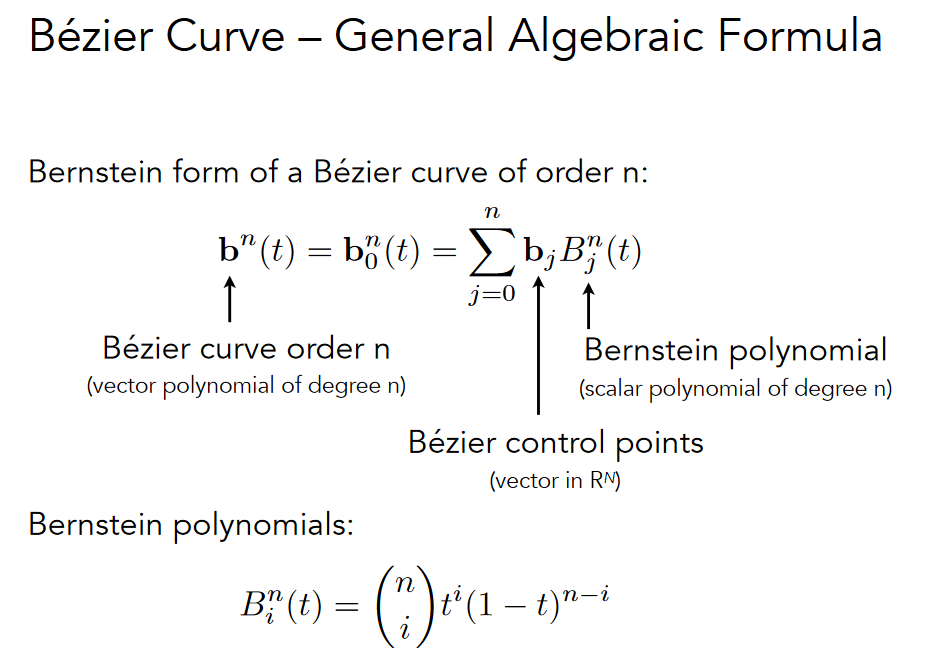 Bézier Curve – General Algebraic Formula
Bernstein form of a Bézier curve of order n:
$\mathbf{b}^n(t) = \mathbf{b}_0^n(t) = \sum_{j=0}^{n} \mathbf{b}_j B_j^n(t)$
Bézier curve order n
(vector polynomial of degree n)
Bernstein polynomial
(scalar polynomial of degree n)
Bézier control points
(vector in Rᴺ)
Bernstein polynomials:
$B_i^n(t) = \binom{n}{i} t^i (1 - t)^{n-i}$